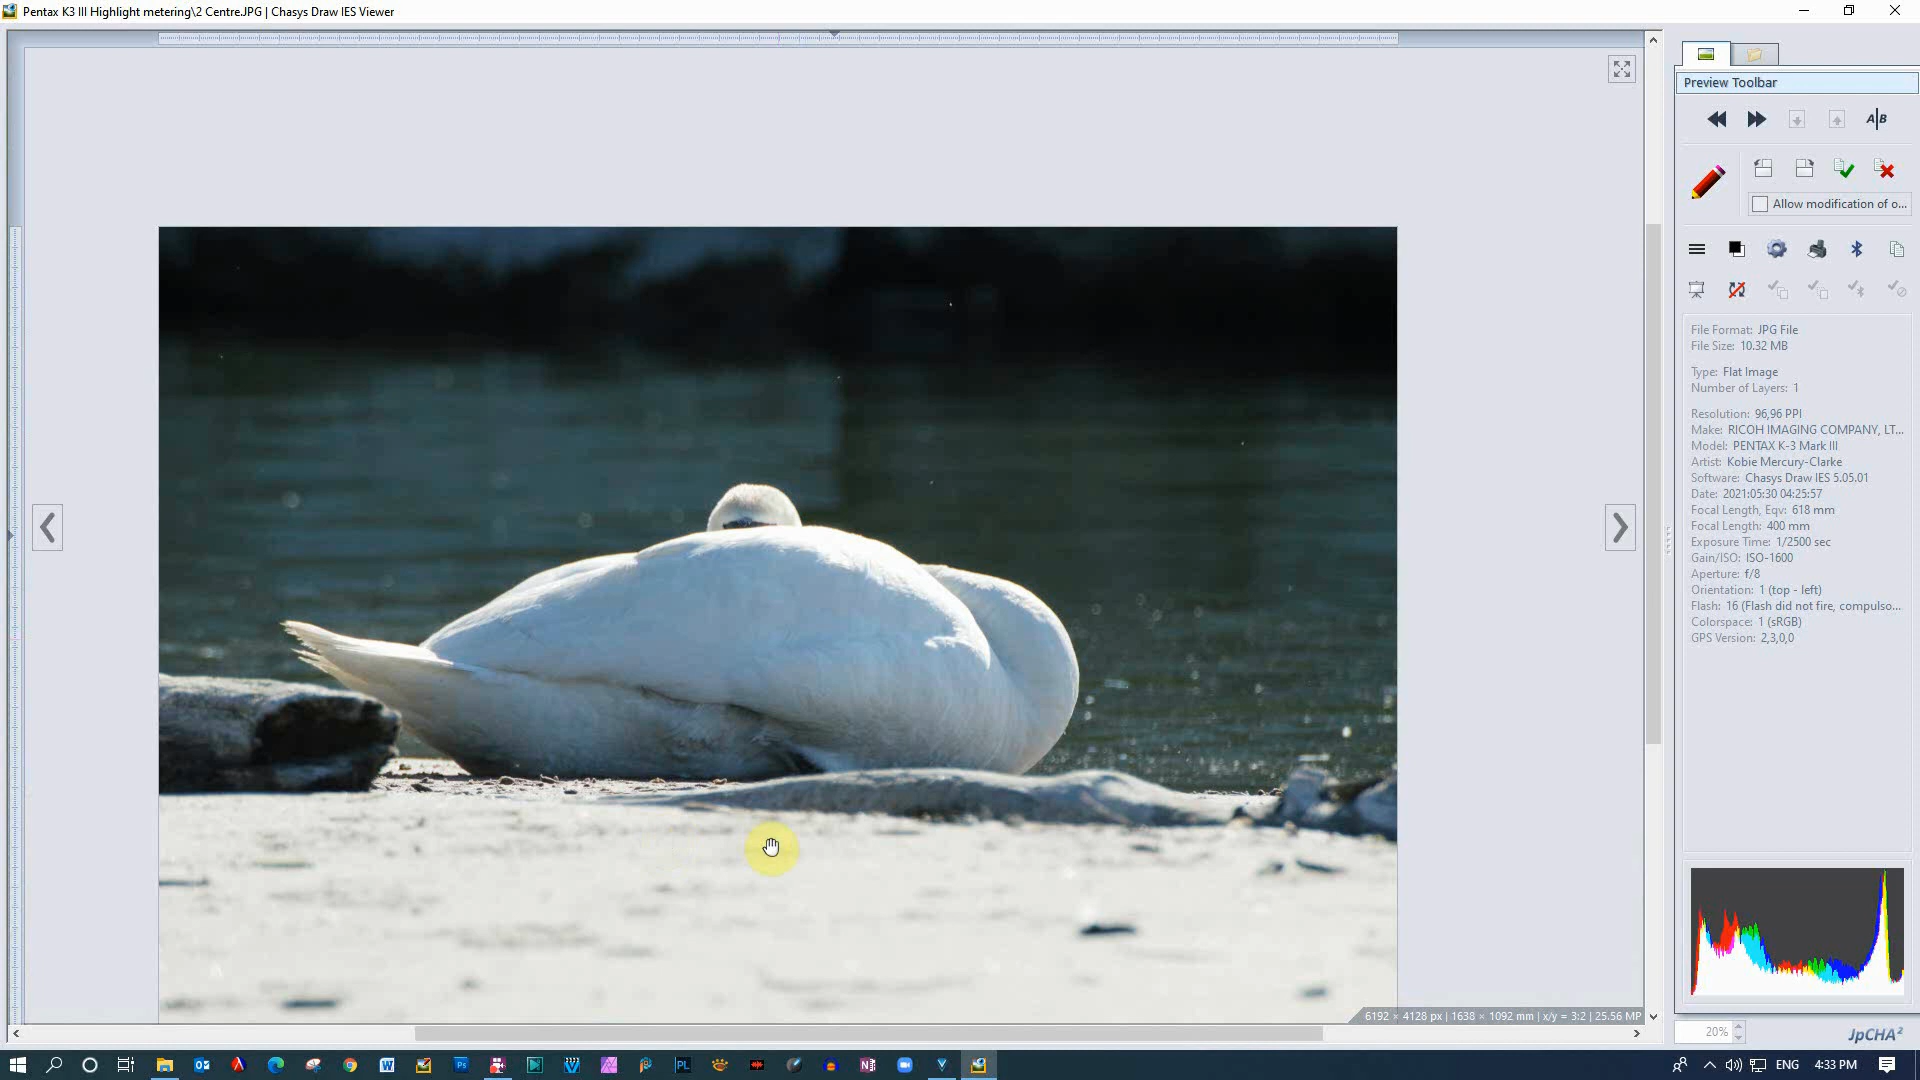 Pentax K3 III Highlight metering\2 Centre.JPG | Chasys Draw IES Viewer
Preview Toolbar
A|B
Allow modification of o...
File Format: JPG File
File Size: 10.32 MB
Type: Flat Image
Number of Layers: 1
Resolution: 96,96 PPI
Make: RICOH IMAGING COMPANY, LT...
Model: PENTAX K-3 Mark III
Artist: Kobie Mercury-Clarke
Software: Chasys Draw IES 5.05.01
Date: 2021:05:30 04:25:57
Focal Length, Eqv: 618 mm
Focal Length: 400 mm
Exposure Time: 1/2500 sec
Gain/ISO: ISO-1600
Aperture: f/8
Orientation: 1 (top - left)
Flash: 16 (Flash did not fire, compulso...
Colorspace: 1 (sRGB)
GPS Version: 2,3,0,0
6192 × 4128 px | 1638 × 1092 mm | x/y = 3:2 | 25.56 MP
20%
JpCHA²
ENG
4:33 PM